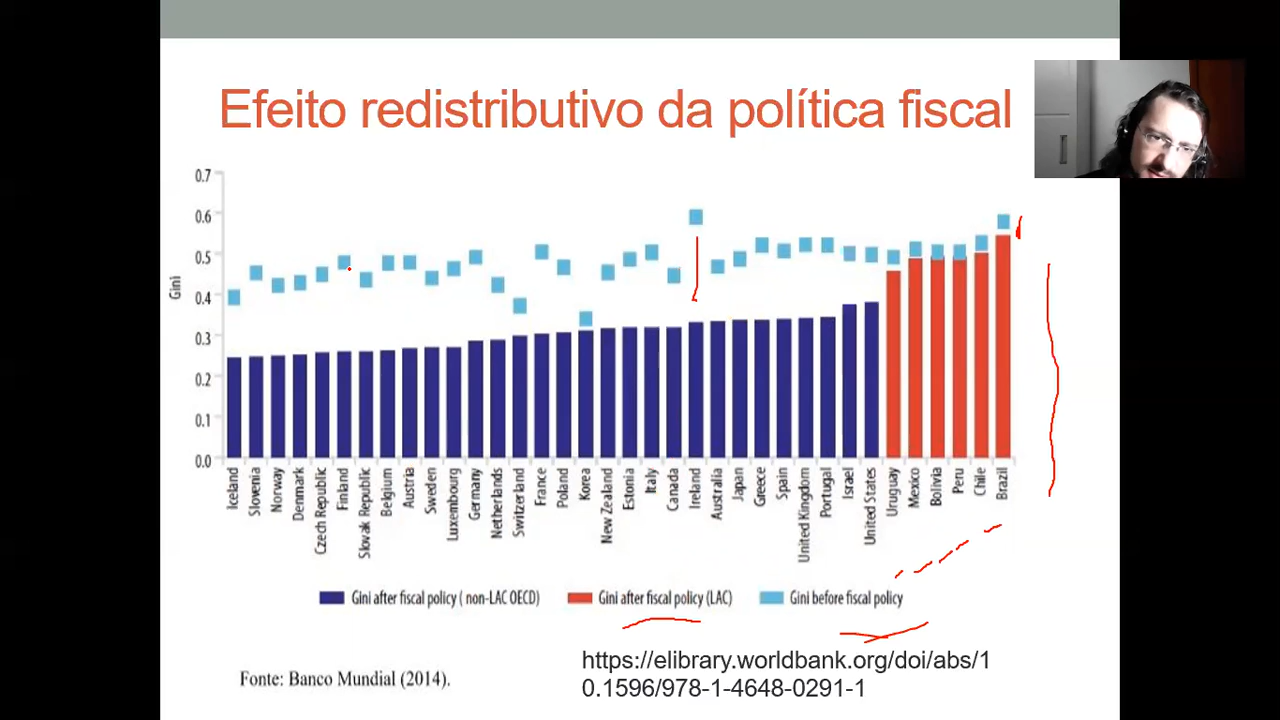 Efeito redistributivo da política fiscal
0.7
0.6
0.5
0.4
0.3
0.2
0.1
0.0
Gini
Iceland
Slovenia
Norway
Denmark
Czech Republic
Finland
Slovak Republic
Belgium
Austria
Sweden
Luxembourg
Germany
Netherlands
Switzerland
France
Poland
Korea
New Zealand
Estonia
Italy
Canada
Ireland
Australia
Japan
Greece
Spain
United Kingdom
Portugal
Israel
United States
Uruguay
Mexico
Bolivia
Peru
Chile
Brazil
Gini after fiscal policy ( non-LAC OECD)
Gini after fiscal policy (LAC)
Gini before fiscal policy
https://elibrary.worldbank.org/doi/abs/1
0.1596/978-1-4648-0291-1
Fonte: Banco Mundial (2014).